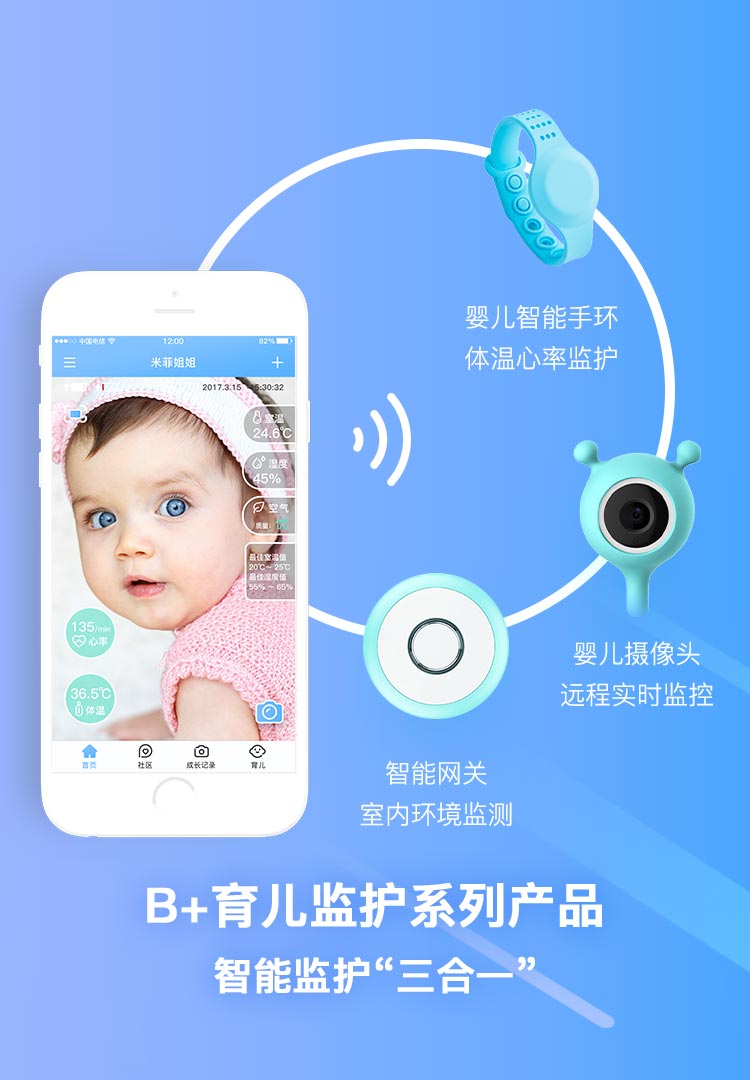 中国电信 12:00 82%
米菲姐姐
2017.3.15 15:30:32
室温
24.6℃
湿度
45%
空气
质量: 优
最佳室温值
20℃~ 25℃
最佳湿度值
55% ~ 65%
135/min
心率
36.5℃
体温
首页 社区 成长记录 育儿
婴儿智能手环
体温心率监护
婴儿摄像头
远程实时监控
智能网关
室内环境监测
B+育儿监护系列产品
智能监护“三合一”